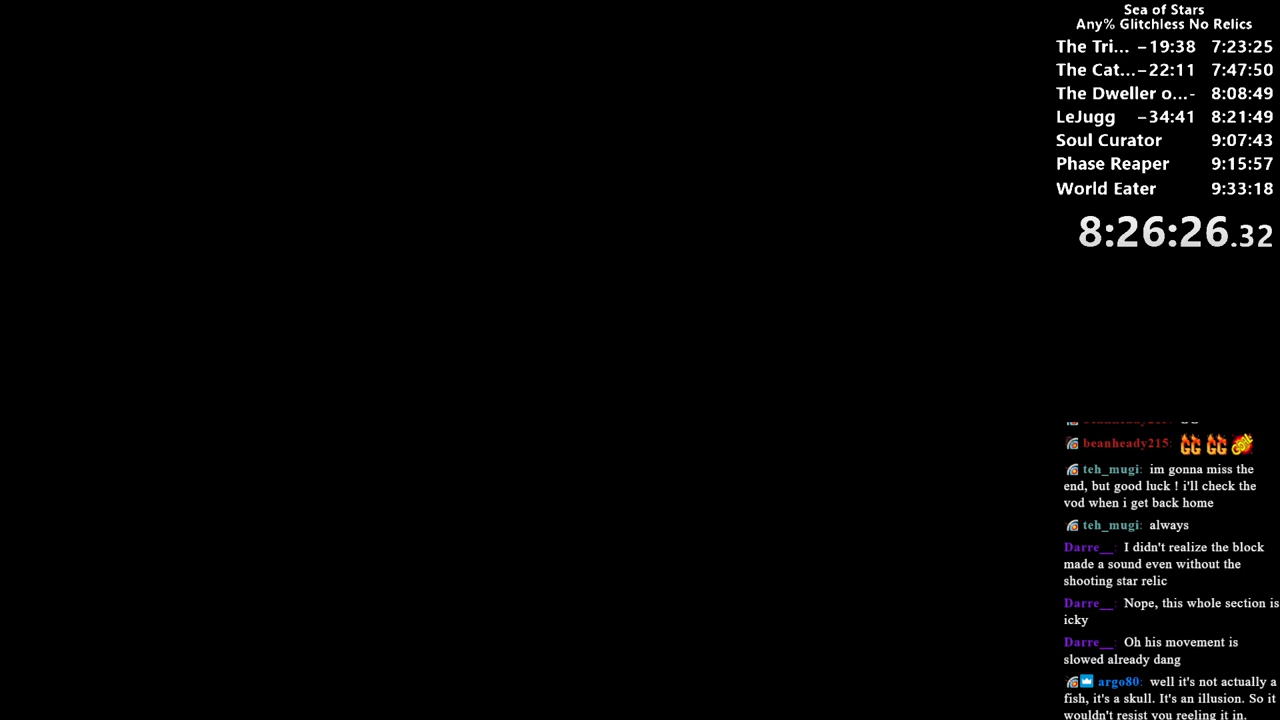 Sea of Stars
Any% Glitchless No Relics
The Tri... −19:38 7:23:25
The Cat...−22:11 7:47:50
The Dweller o...- 8:08:49
LeJugg −34:41 8:21:49
Soul Curator 9:07:43
Phase Reaper 9:15:57
World Eater 9:33:18
8:26:26.32
beanheady215: GG GG
teh_mugi: im gonna miss the
end, but good luck ! i'll check the
vod when i get back home
teh_mugi: always
Darre__: I didn't realize the block
made a sound even without the
shooting star relic
Darre__: Nope, this whole section is
icky
Darre__: Oh his movement is
slowed already dang
argo80: well it's not actually a
fish, it's a skull. It's an illusion. So it
wouldn't resist you reeling it in.